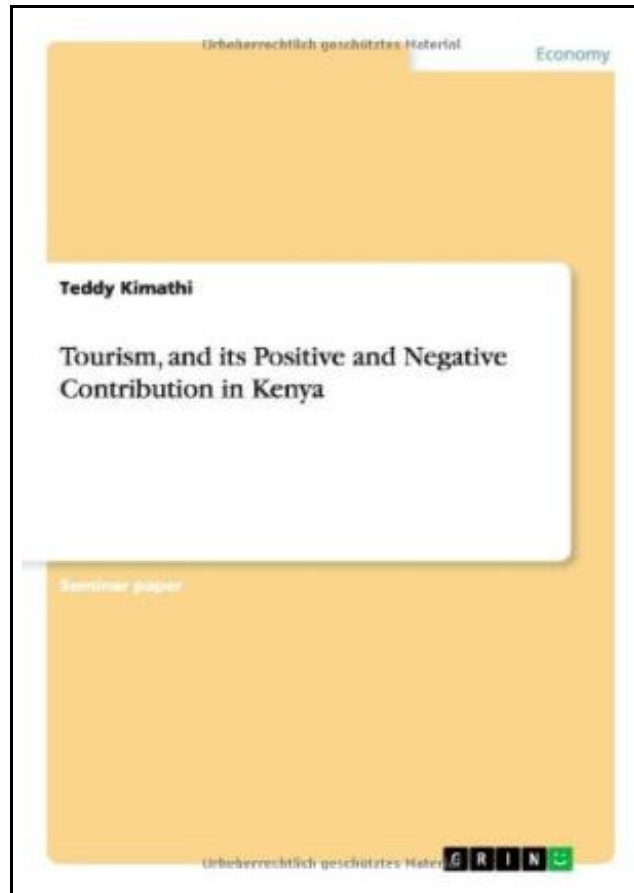 Urheberrechtlich geschütztes Material
Economy
Teddy Kimathi
Tourism, and its Positive and Negative
Contribution in Kenya
Seminar paper
Urheberrechtlich geschütztes Mater
G R I N